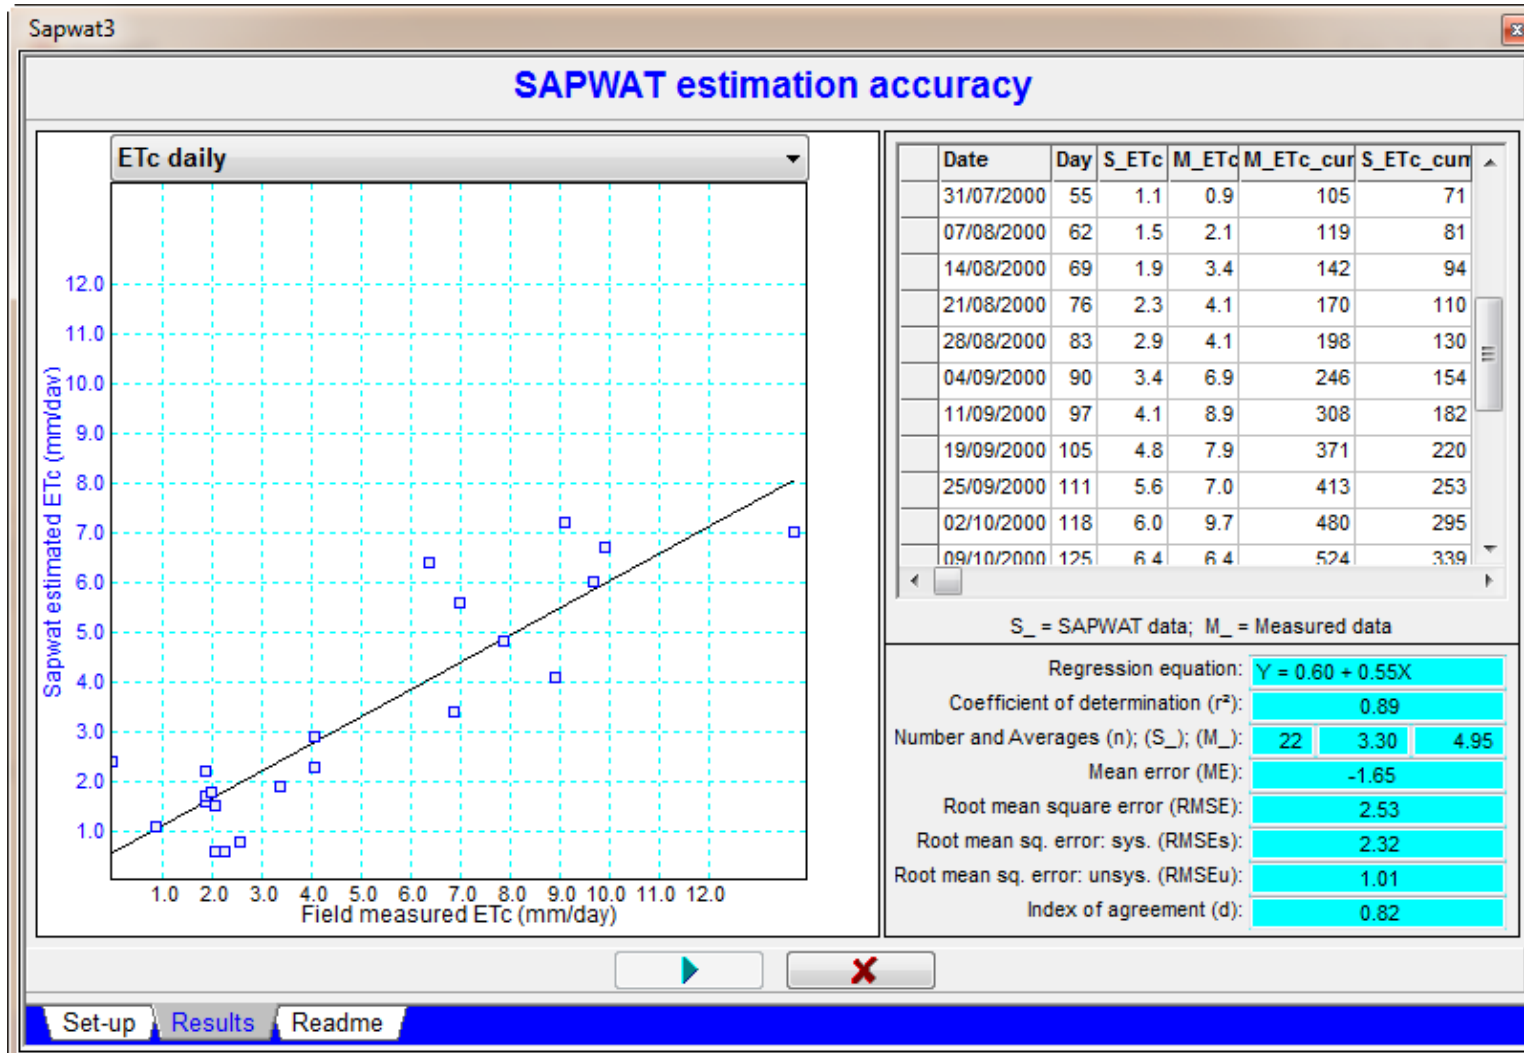 Sapwat3
SAPWAT estimation accuracy
ETc daily
12.0
11.0
10.0
9.0
8.0
7.0
6.0
5.0
4.0
3.0
2.0
1.0
Sapwat estimated ETc (mm/day)
1.0 2.0 3.0 4.0 5.0 6.0 7.0 8.0 9.0 10.0 11.0 12.0
Field measured ETc (mm/day)
Date Day S_ETc M_ETc M_ETc_cur S_ETc_cum
31/07/2000 55 1.1 0.9 105 71
07/08/2000 62 1.5 2.1 119 81
14/08/2000 69 1.9 3.4 142 94
21/08/2000 76 2.3 4.1 170 110
28/08/2000 83 2.9 4.1 198 130
04/09/2000 90 3.4 6.9 246 154
11/09/2000 97 4.1 8.9 308 182
19/09/2000 105 4.8 7.9 371 220
25/09/2000 111 5.6 7.0 413 253
02/10/2000 118 6.0 9.7 480 295
09/10/2000 125 6.4 6.4 524 339
S_ = SAPWAT data; M_ = Measured data
Regression equation: Y = 0.60 + 0.55X
Coefficient of determination (r²): 0.89
Number and Averages (n); (S_); (M_): 22 3.30 4.95
Mean error (ME): -1.65
Root mean square error (RMSE): 2.53
Root mean sq. error: sys. (RMSEs): 2.32
Root mean sq. error: unsys. (RMSEu): 1.01
Index of agreement (d): 0.82
Set-up Results Readme